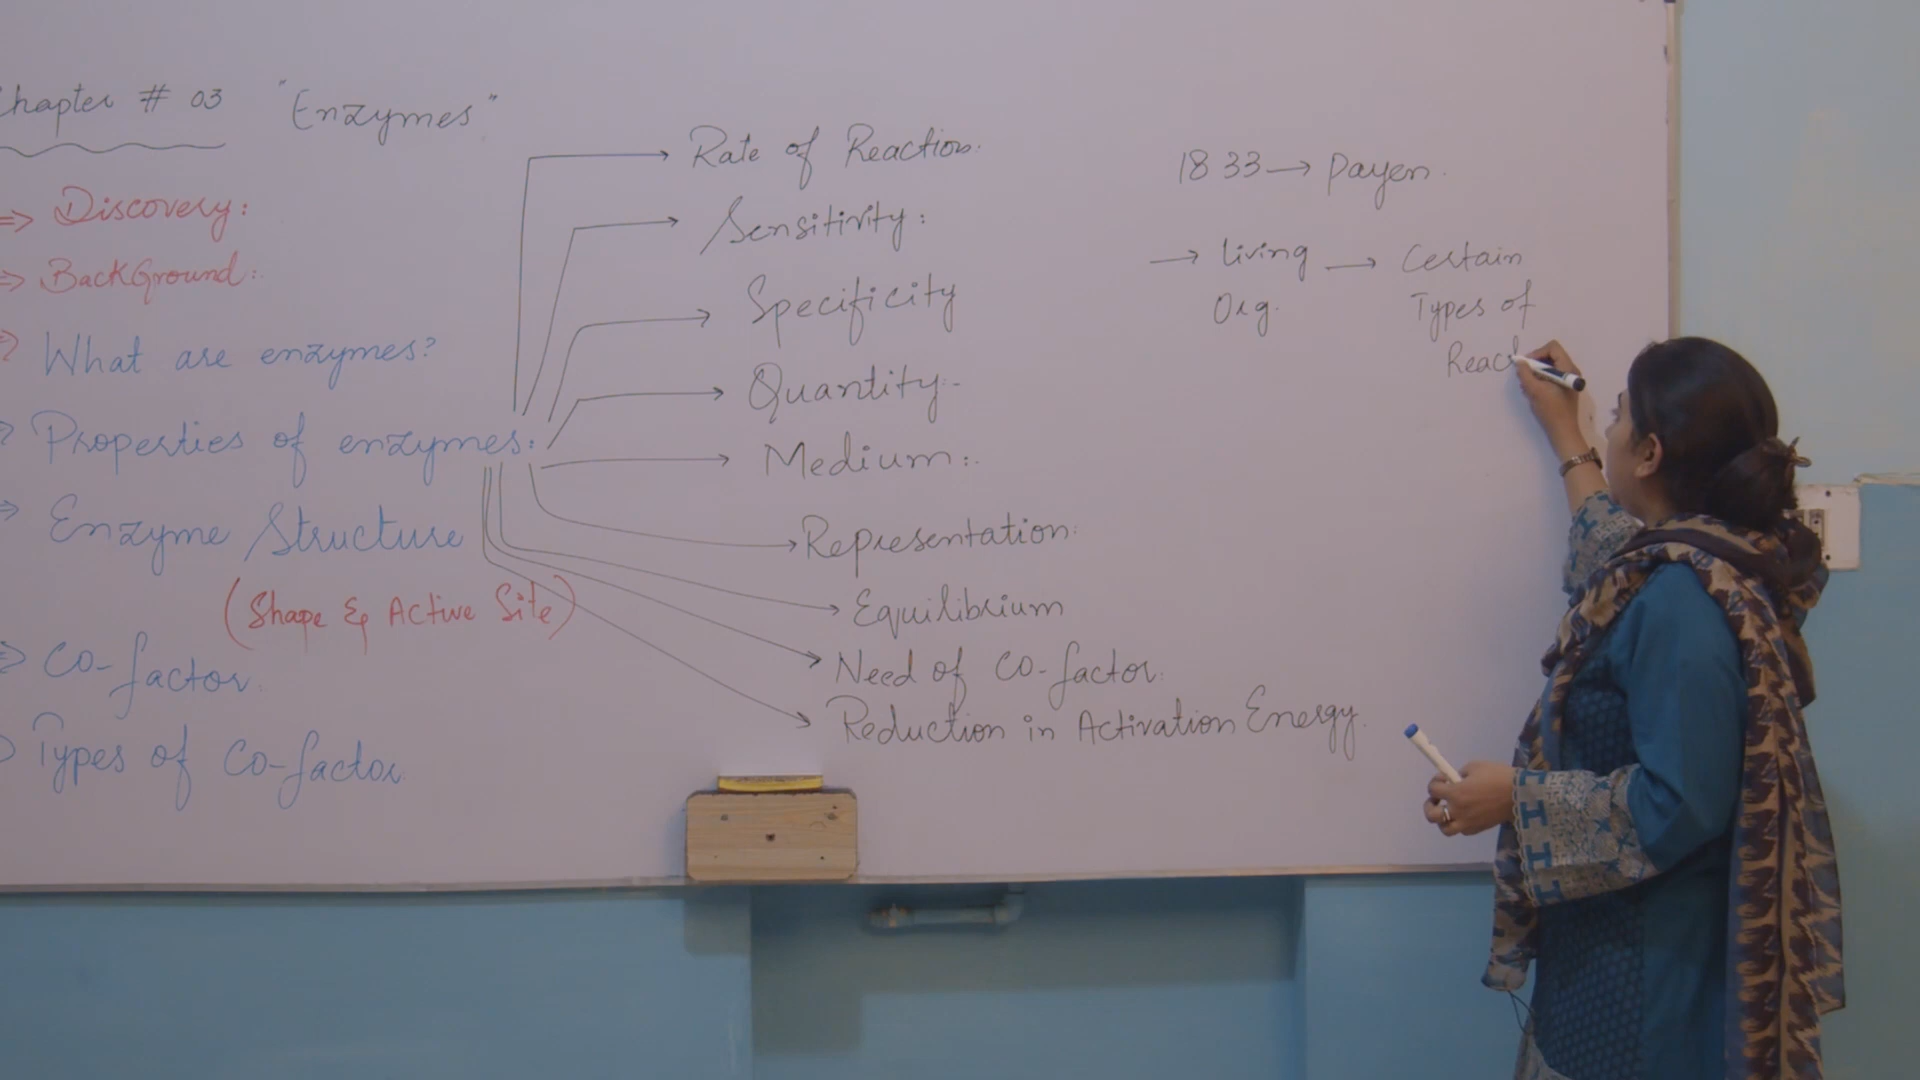 Chapter # 03 "Enzymes"
=> Discovery:
=> BackGround:
=> What are enzymes?
=> Properties of enzymes:
=> Enzyme Structure
(Shape & Active Site)
=> Co-factor.
Types of Co-factor
Rate of Reaction.
Sensitivity:
Specificity
Quantity:-
Medium:.
Representation:
Equilibrium
Need of Co-factor.
Reduction in Activation Energy.
1833 → Payen.
→ living → Certain
Org. Types of
React